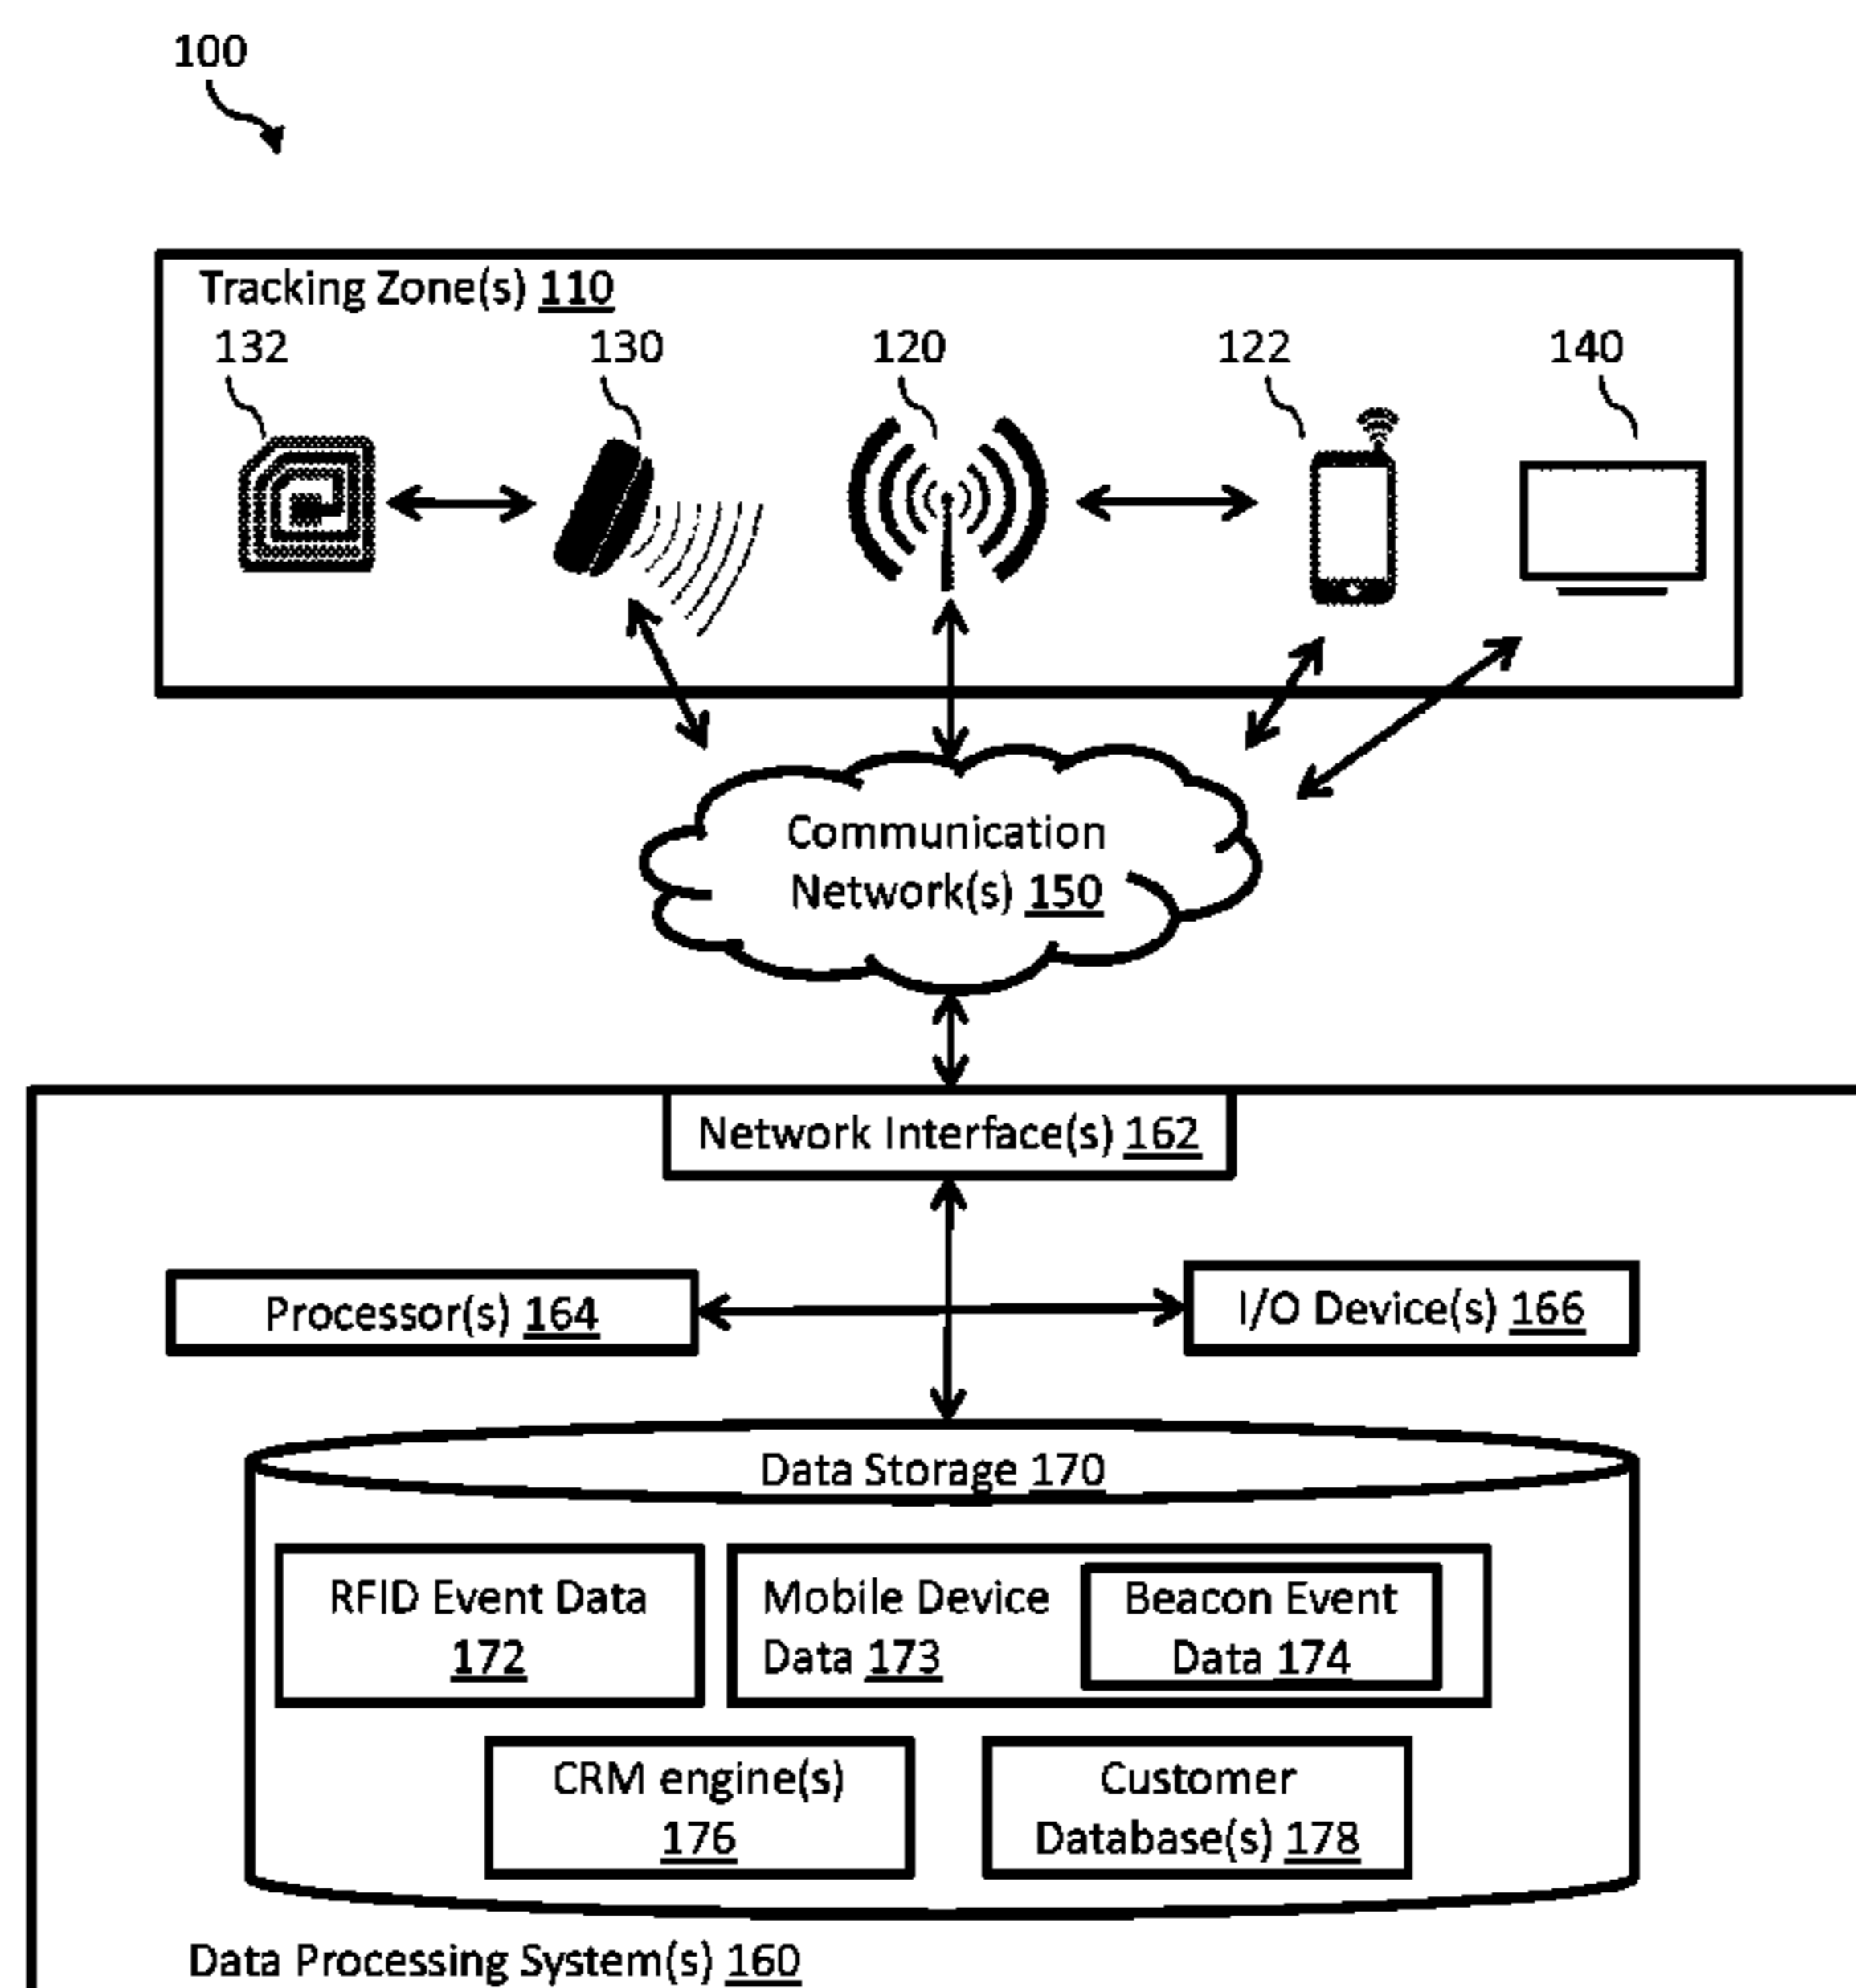 100
Tracking Zone(s) 110
132
130
120
122
140
Communication
Network(s) 150
Network Interface(s) 162
Processor(s) 164
I/O Device(s) 166
Data Storage 170
RFID Event Data
172
Mobile Device
Data 173
Beacon Event
Data 174
CRM engine(s)
176
Customer
Database(s) 178
Data Processing System(s) 160